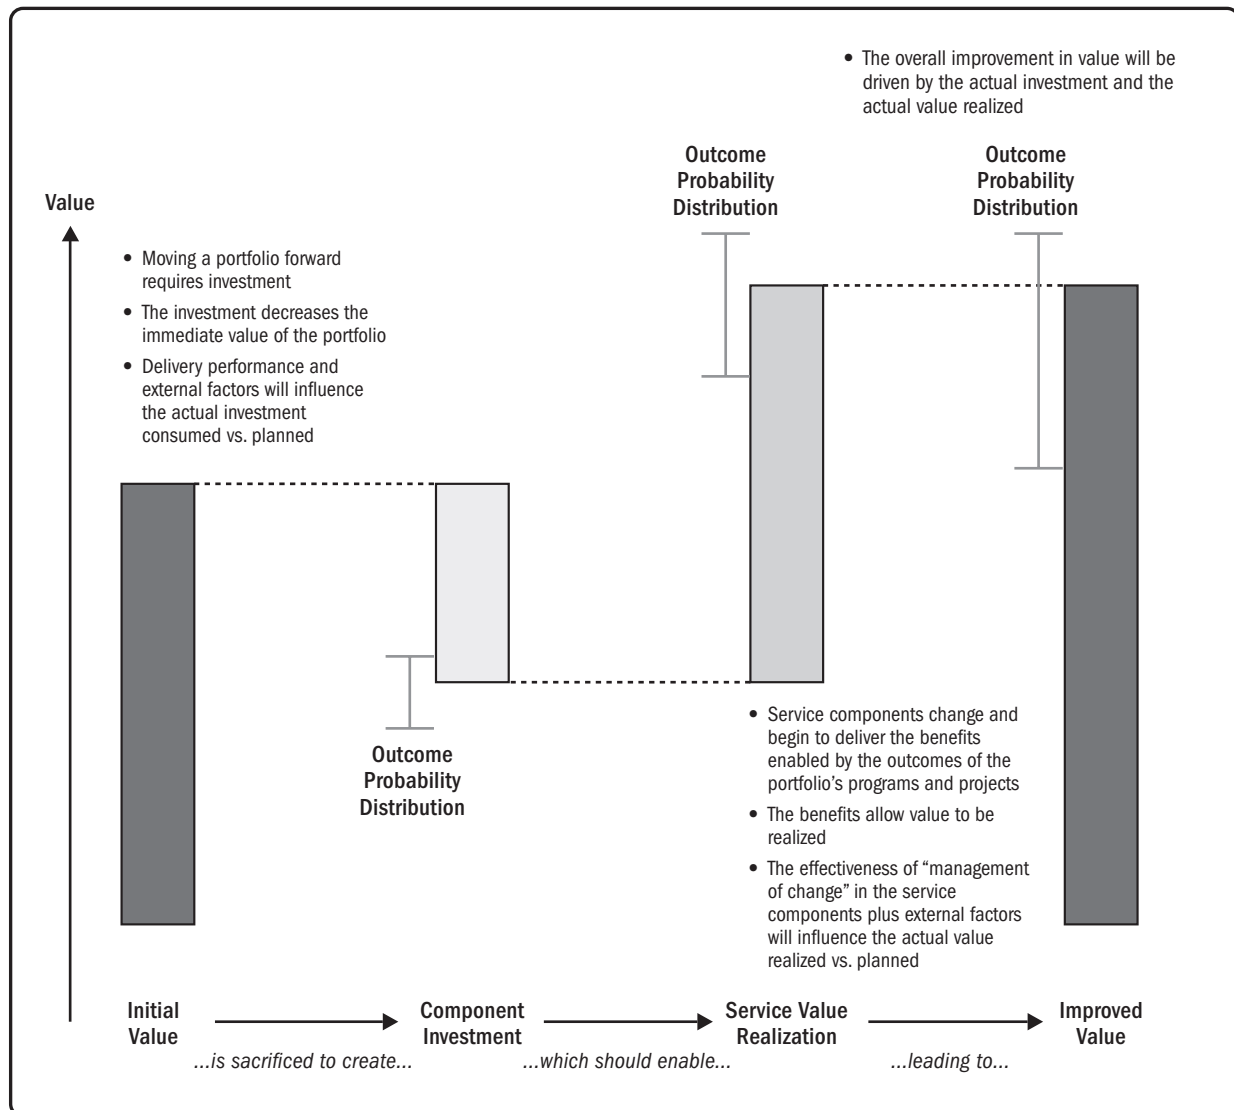 • The overall improvement in value will be
driven by the actual investment and the
actual value realized
Outcome
Probability
Distribution
Outcome
Probability
Distribution
Value
• Moving a portfolio forward
requires investment
• The investment decreases the
immediate value of the portfolio
• Delivery performance and
external factors will influence
the actual investment
consumed vs. planned
Outcome
Probability
Distribution
• Service components change and
begin to deliver the benefits
enabled by the outcomes of the
portfolio’s programs and projects
• The benefits allow value to be
realized
• The effectiveness of “management
of change” in the service
components plus external factors
will influence the actual value
realized vs. planned
Initial
Value
...is sacrificed to create...
Component
Investment
...which should enable...
Service Value
Realization
...leading to...
Improved
Value